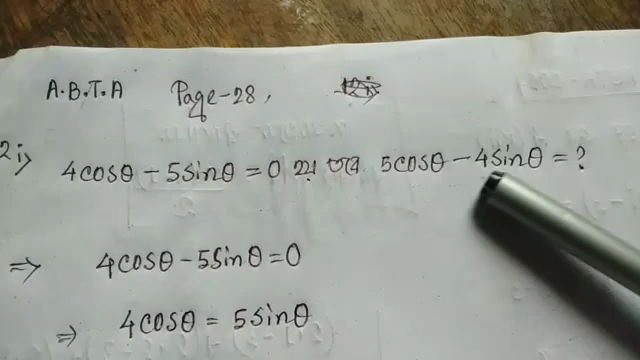 A.B.T.A Page-28,
2i) 4cosθ - 5sinθ = 0 হয় তবে 5cosθ - 4sinθ = ?
⇒ 4cosθ - 5sinθ = 0
⇒ 4cosθ = 5sinθ